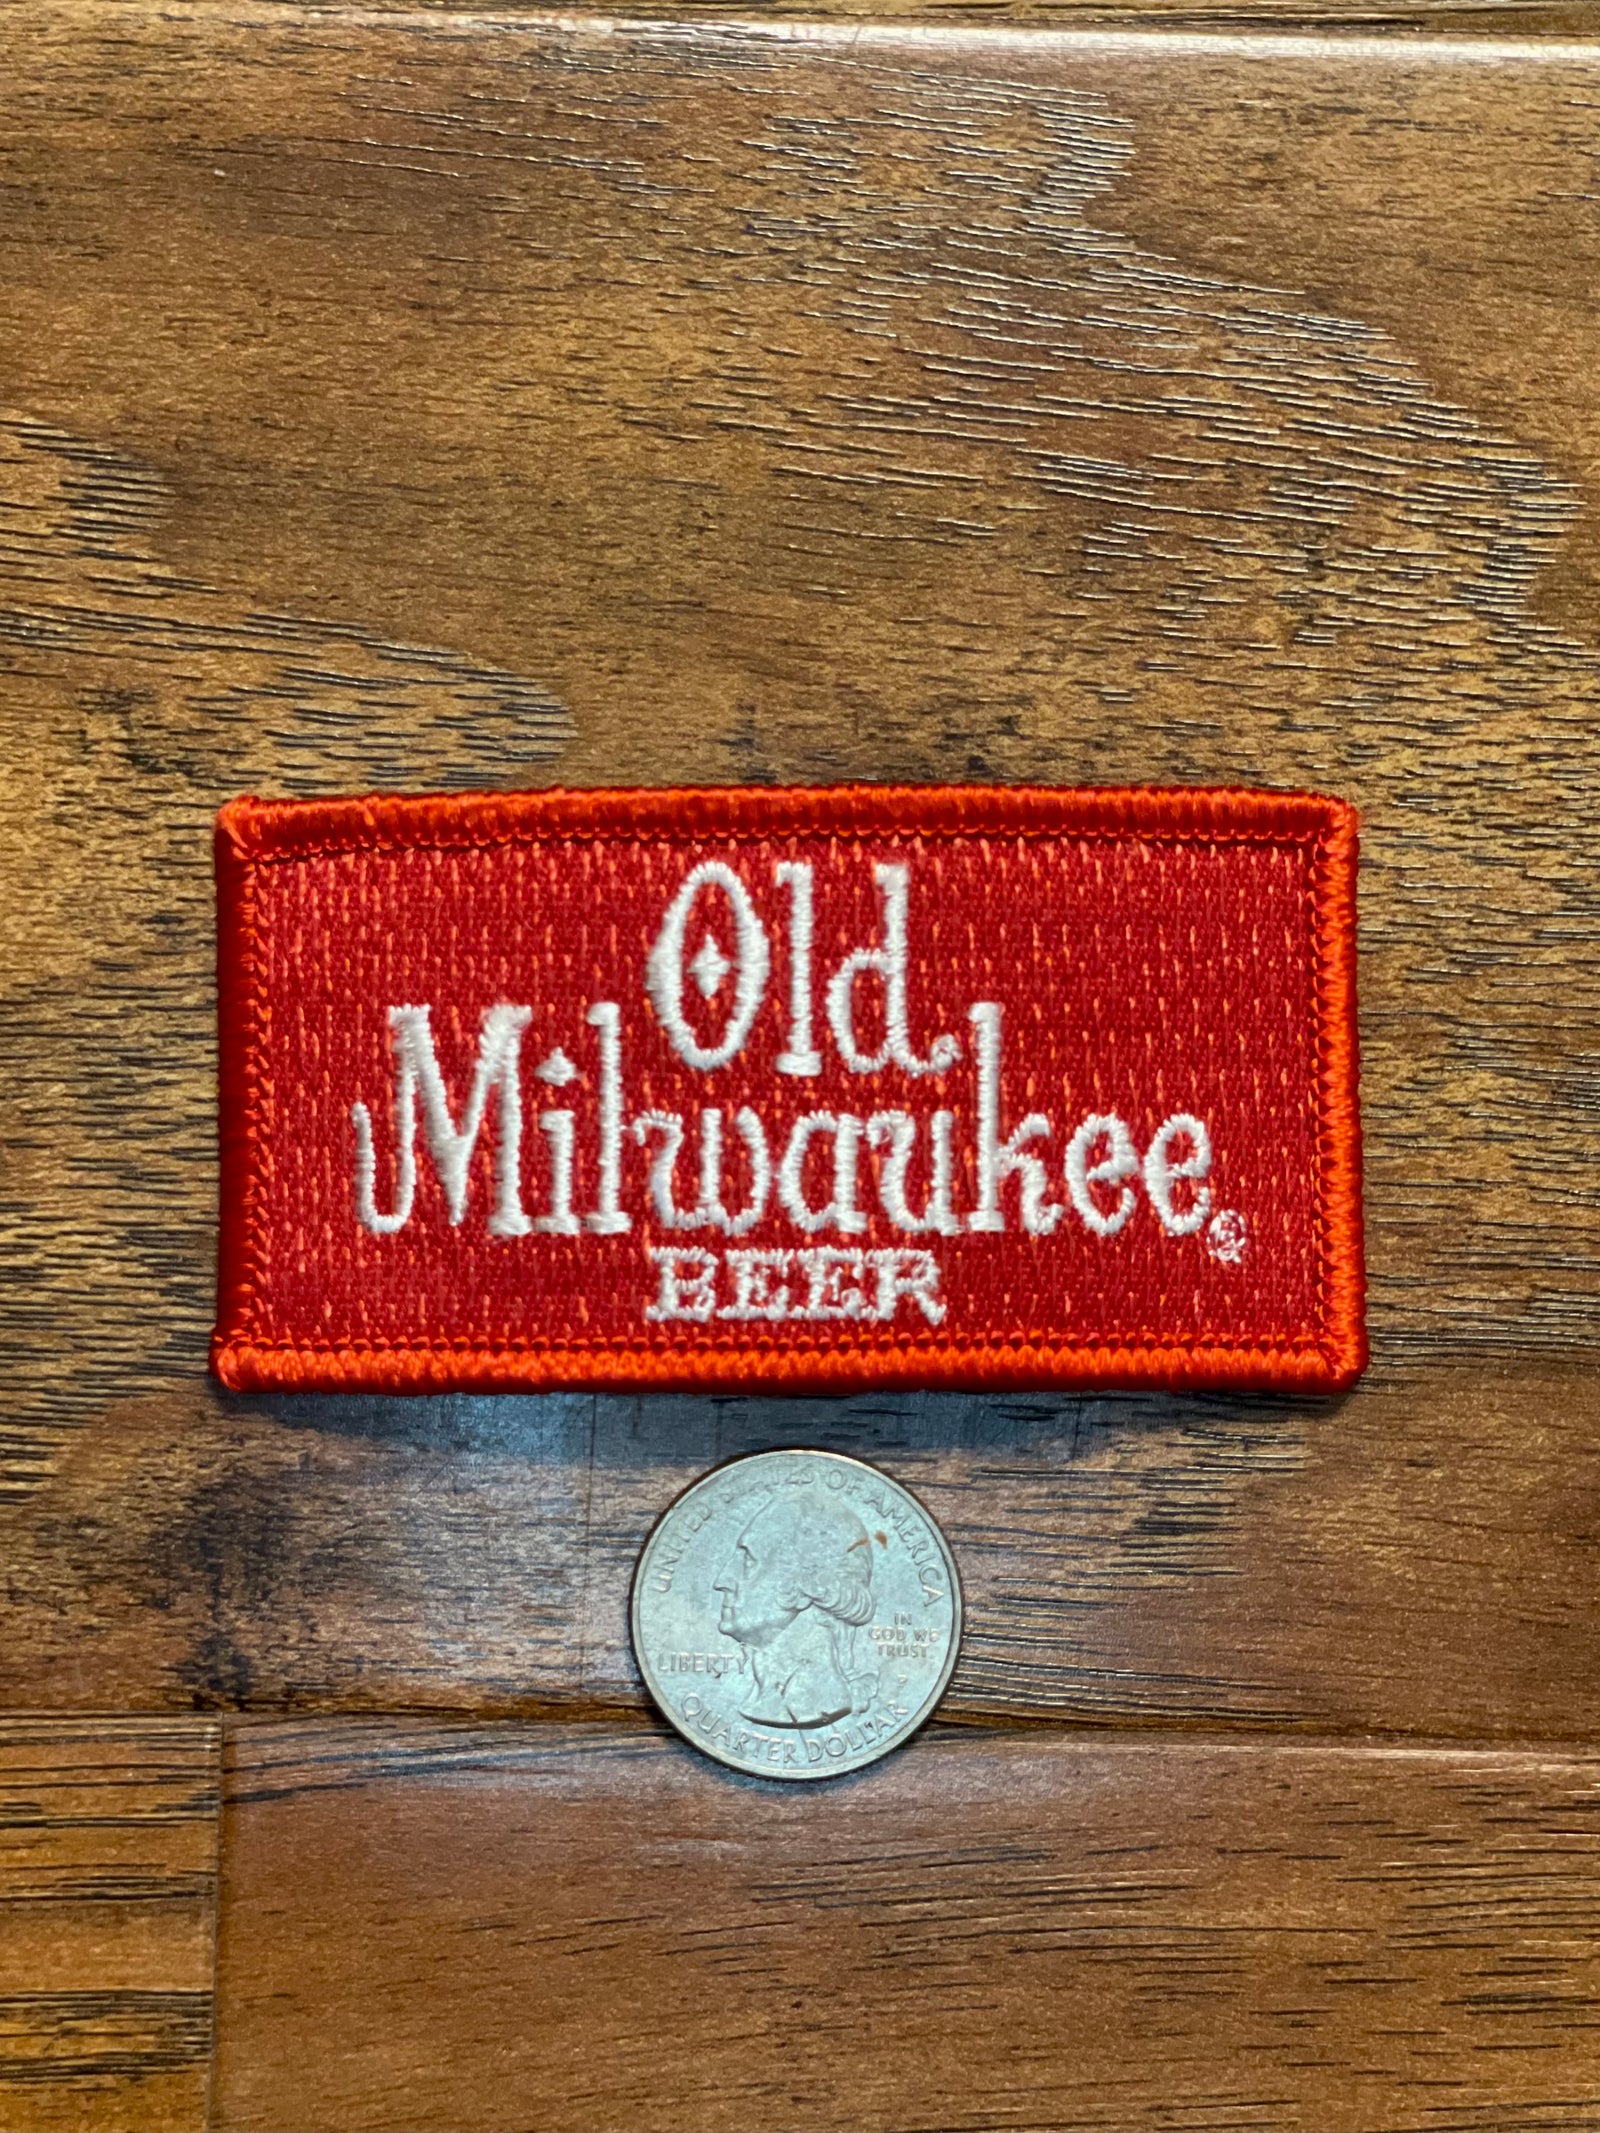 Old
Milwaukee®
BEER
UNITED STATES OF AMERICA
IN
GOD WE
TRUST
LIBERTY
P
QUARTER DOLLAR